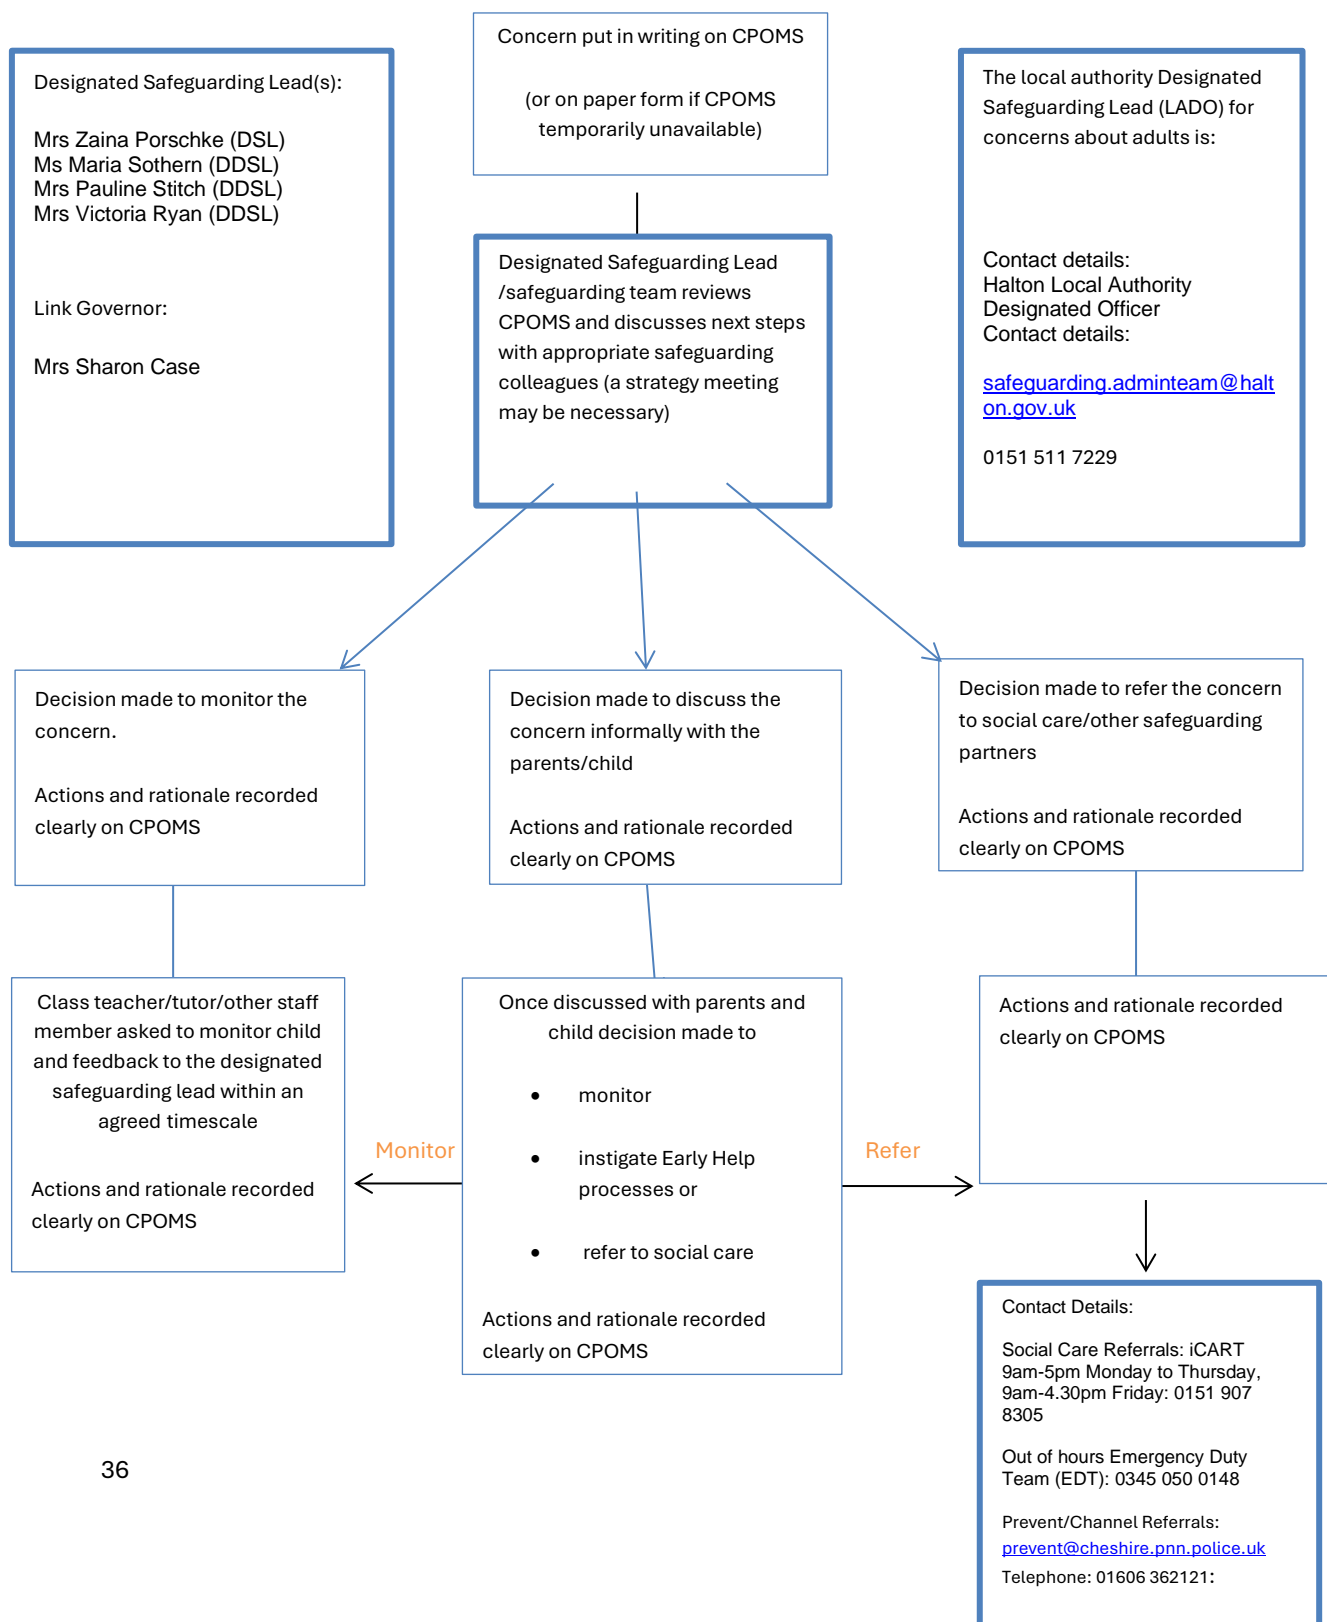 Concern put in writing on CPOMS
(or on paper form if CPOMS
temporarily unavailable)
Designated Safeguarding Lead(s):
Mrs Zaina Porschke (DSL)
Ms Maria Sothern (DDSL)
Mrs Pauline Stitch (DDSL)
Mrs Victoria Ryan (DDSL)
Link Governor:
Mrs Sharon Case
The local authority Designated
Safeguarding Lead (LADO) for
concerns about adults is:
Contact details:
Halton Local Authority
Designated Officer
Contact details:
safeguarding.adminteam@halt
on.gov.uk
0151 511 7229
Designated Safeguarding Lead
/safeguarding team reviews
CPOMS and discusses next steps
with appropriate safeguarding
colleagues (a strategy meeting
may be necessary)
Decision made to monitor the
concern.
Actions and rationale recorded
clearly on CPOMS
Decision made to discuss the
concern informally with the
parents/child
Actions and rationale recorded
clearly on CPOMS
Decision made to refer the concern
to social care/other safeguarding
partners
Actions and rationale recorded
clearly on CPOMS
Class teacher/tutor/other staff
member asked to monitor child
and feedback to the designated
safeguarding lead within an
agreed timescale
Actions and rationale recorded
clearly on CPOMS
Monitor
Once discussed with parents and
child decision made to
• monitor
• instigate Early Help
processes or
• refer to social care
Actions and rationale recorded
clearly on CPOMS
Refer
Actions and rationale recorded
clearly on CPOMS
Contact Details:
Social Care Referrals: iCART
9am-5pm Monday to Thursday,
9am-4.30pm Friday: 0151 907
8305
Out of hours Emergency Duty
Team (EDT): 0345 050 0148
Prevent/Channel Referrals:
prevent@cheshire.pnn.police.uk
Telephone: 01606 362121:
36